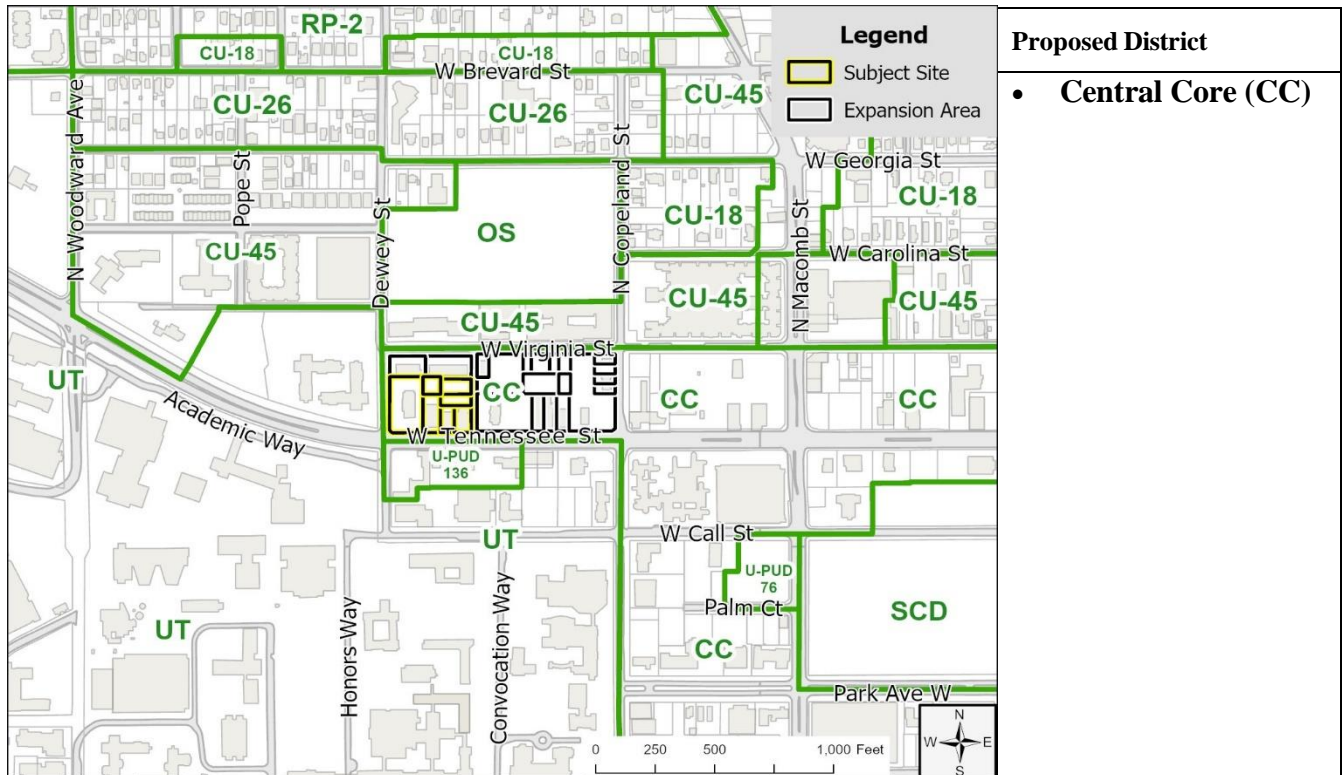 RP-2
CU-18
CU-18
W Brevard St
Legend
Subject Site
Expansion Area
Proposed District
• Central Core (CC)
N Woodward Ave
CU-26
CU-26
CU-45
N Copeland St
W Georgia St
Pope St
Dewey St
OS
CU-18
CU-18
CU-45
W Carolina St
N Macomb St
CU-45
CU-45
CU-45
W Virginia St
UT
CC
CC
CC
Academic Way
W Tennessee St
U-PUD
136
UT
W Call St
U-PUD
76
Palm Ct
SCD
UT
Honors Way
Convocation Way
CC
Park Ave W
0 250 500 1,000 Feet
N
W E
S